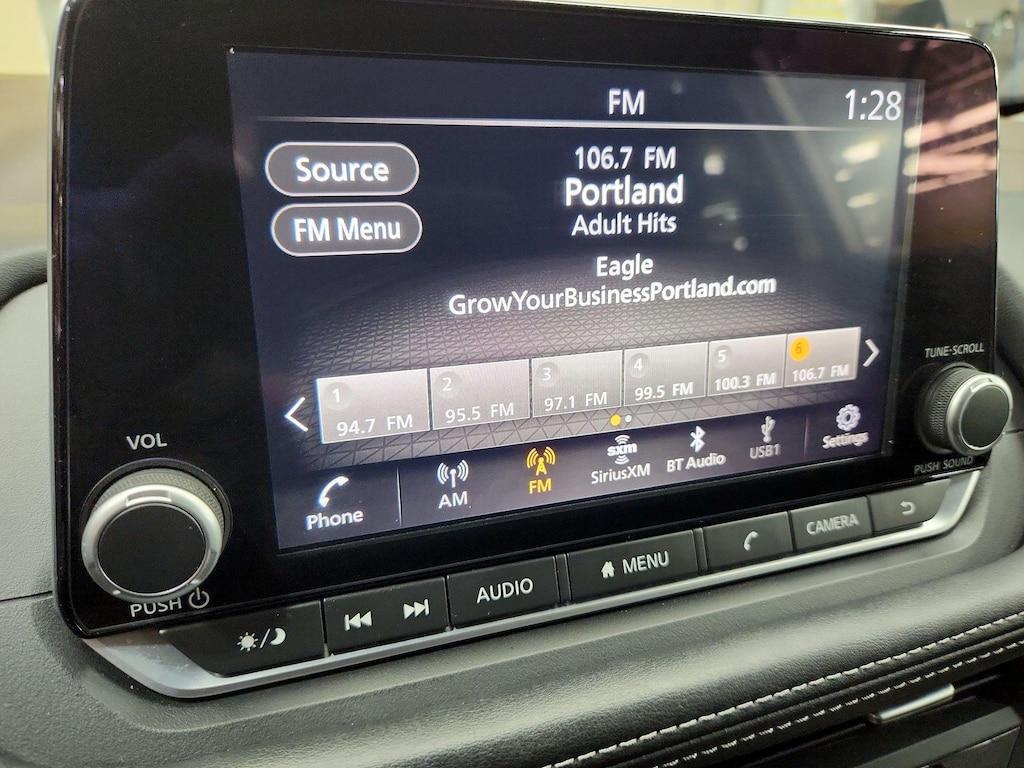 FM
1:28
Source
106.7 FM
Portland
Adult Hits
FM Menu
Eagle
GrowYourBusinessPortland.com
1
94.7 FM
2
95.5 FM
3
97.1 FM
4
99.5 FM
5
100.3 FM
6
106.7 FM
Phone
AM
FM
sxm
SiriusXM
BT Audio
USB1
Settings
VOL
PUSH
TUNE·SCROLL
PUSH SOUND
AUDIO
MENU
CAMERA